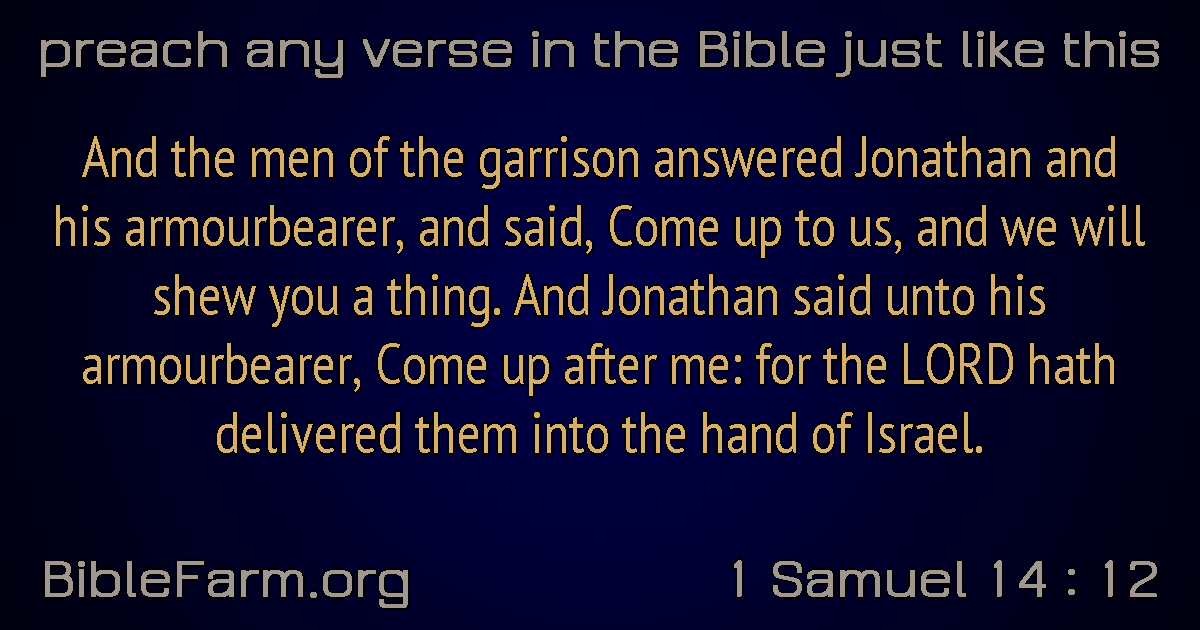 preach any verse in the Bible just like this
And the men of the garrison answered Jonathan and
his armourbearer, and said, Come up to us, and we will
shew you a thing. And Jonathan said unto his
armourbearer, Come up after me: for the LORD hath
delivered them into the hand of Israel.
BibleFarm.org
1 Samuel 14 : 12